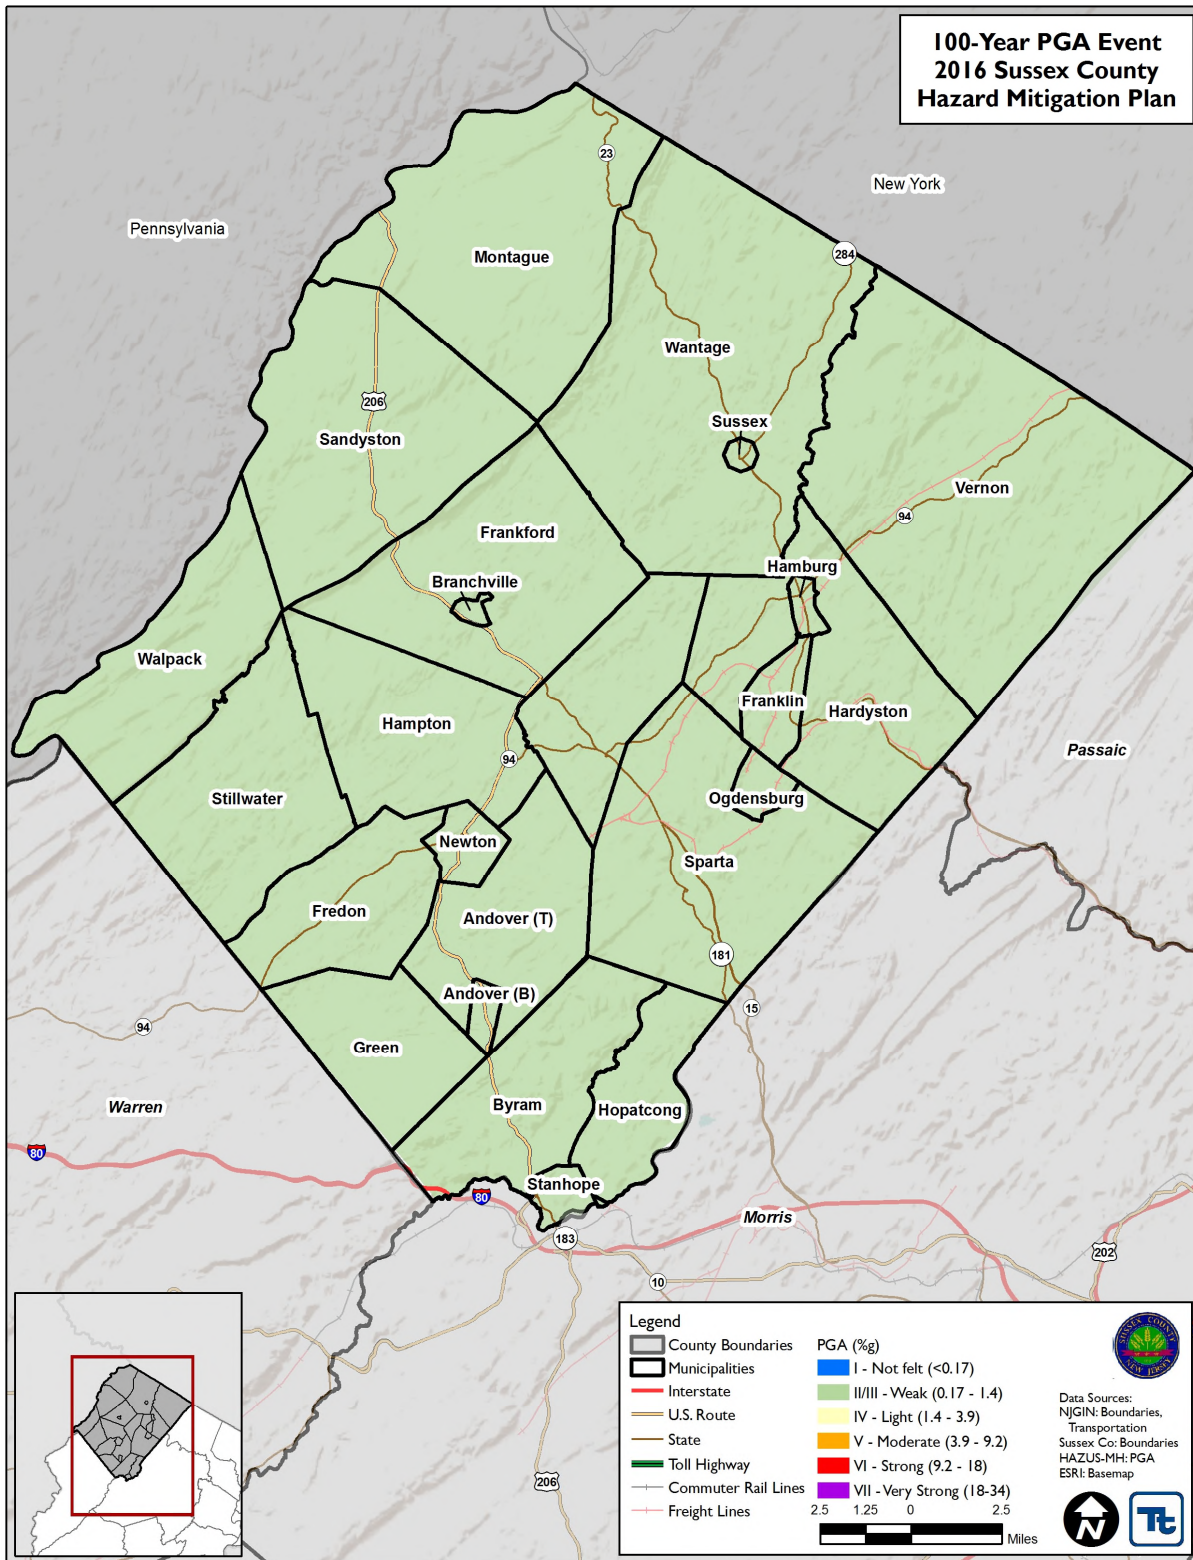 100-Year PGA Event
2016 Sussex County
Hazard Mitigation Plan
New York
Pennsylvania
23
Montague
284
Wantage
206
Sussex
Sandyston
Vernon
94
Frankford
Hamburg
Branchville
Walpack
Franklin
Hardyston
Hampton
Passaic
94
Stillwater
Ogdensburg
Newton
Sparta
Fredon
Andover (T)
181
Andover (B)
15
94
Green
Warren
Byram
Hopatcong
80
Stanhope
80
Morris
183
202
10
206
Legend
County Boundaries
Municipalities
Interstate
U.S. Route
State
Toll Highway
Commuter Rail Lines
Freight Lines
PGA (%g)
I - Not felt (<0.17)
II/III - Weak (0.17 - 1.4)
IV - Light (1.4 - 3.9)
V - Moderate (3.9 - 9.2)
VI - Strong (9.2 - 18)
VII - Very Strong (18-34)
2.5 1.25 0 2.5
Miles
SUSSEX COUNTY
NEW JERSEY
Data Sources:
NJGIN: Boundaries,
Transportation
Sussex Co: Boundaries
HAZUS-MH: PGA
ESRI: Basemap
N
Tt